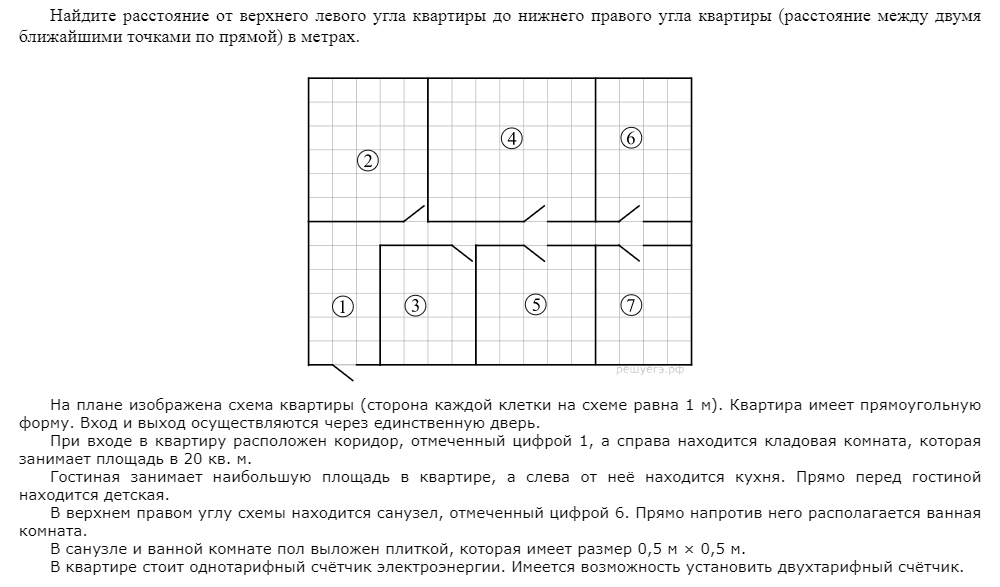 Найдите расстояние от верхнего левого угла квартиры до нижнего правого угла квартиры (расстояние между двумя
ближайшими точками по прямой) в метрах.
4
6
2
1
3
5
7
решуегэ.рф
На плане изображена схема квартиры (сторона каждой клетки на схеме равна 1 м). Квартира имеет прямоугольную
форму. Вход и выход осуществляются через единственную дверь.
При входе в квартиру расположен коридор, отмеченный цифрой 1, а справа находится кладовая комната, которая
занимает площадь в 20 кв. м.
Гостиная занимает наибольшую площадь в квартире, а слева от неё находится кухня. Прямо перед гостиной
находится детская.
В верхнем правом углу схемы находится санузел, отмеченный цифрой 6. Прямо напротив него располагается ванная
комната.
В санузле и ванной комнате пол выложен плиткой, которая имеет размер 0,5 м × 0,5 м.
В квартире стоит однотарифный счётчик электроэнергии. Имеется возможность установить двухтарифный счётчик.